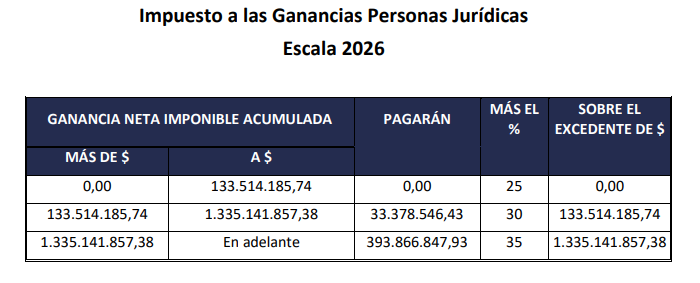 Impuesto a las Ganancias Personas Jurídicas
Escala 2026
GANANCIA NETA IMPONIBLE ACUMULADA PAGARÁN MÁS EL % SOBRE EL EXCEDENTE DE $
MÁS DE $ A $
0,00 133.514.185,74 0,00 25 0,00
133.514.185,74 1.335.141.857,38 33.378.546,43 30 133.514.185,74
1.335.141.857,38 En adelante 393.866.847,93 35 1.335.141.857,38